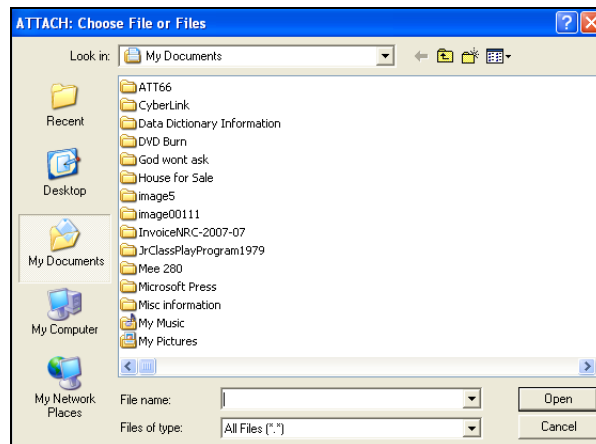 ATTACH: Choose File or Files
Look in: My Documents
Recent
Desktop
My Documents
My Computer
My Network
Places
ATT66
CyberLink
Data Dictionary Information
DVD Burn
God wont ask
House for Sale
image5
image00111
InvoiceNRC-2007-07
JrClassPlayProgram1979
Mee 280
Microsoft Press
Misc information
My Music
My Pictures
File name:
Open
Files of type: All Files (*.*)
Cancel